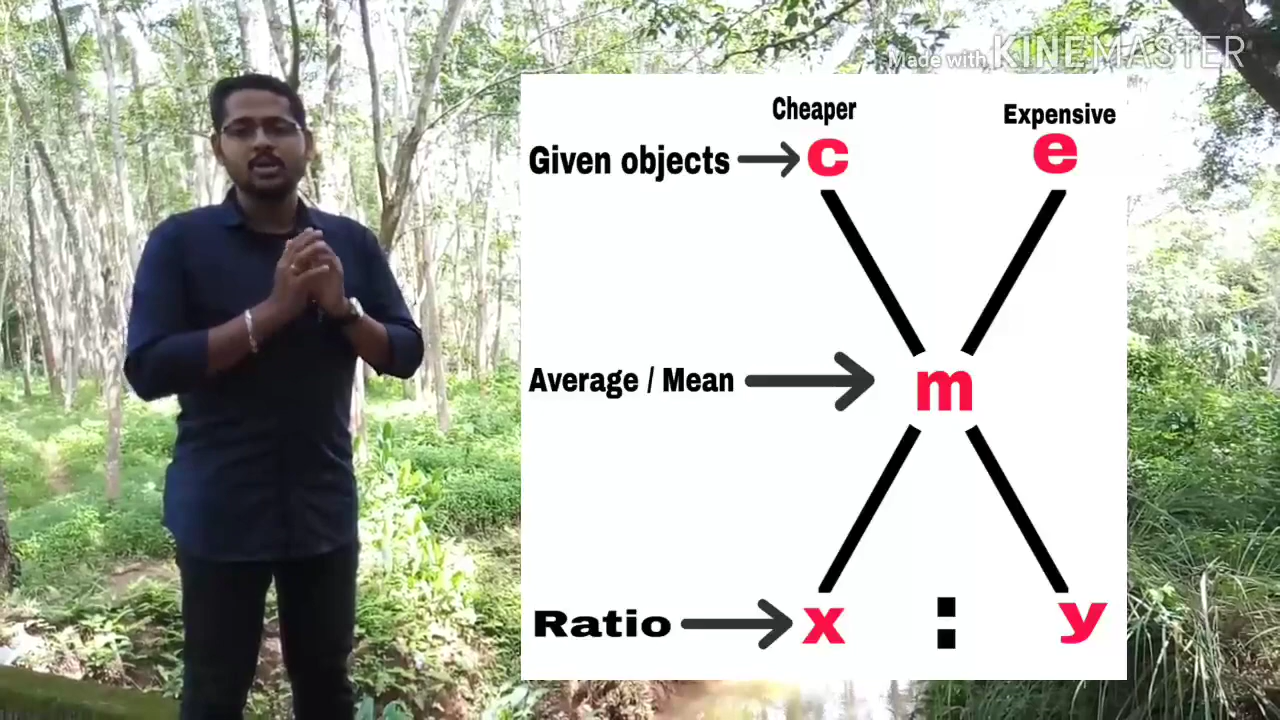 Made with KINEMASTER
Cheaper
Expensive
Given objects c e
Average / Mean m
Ratio x : y